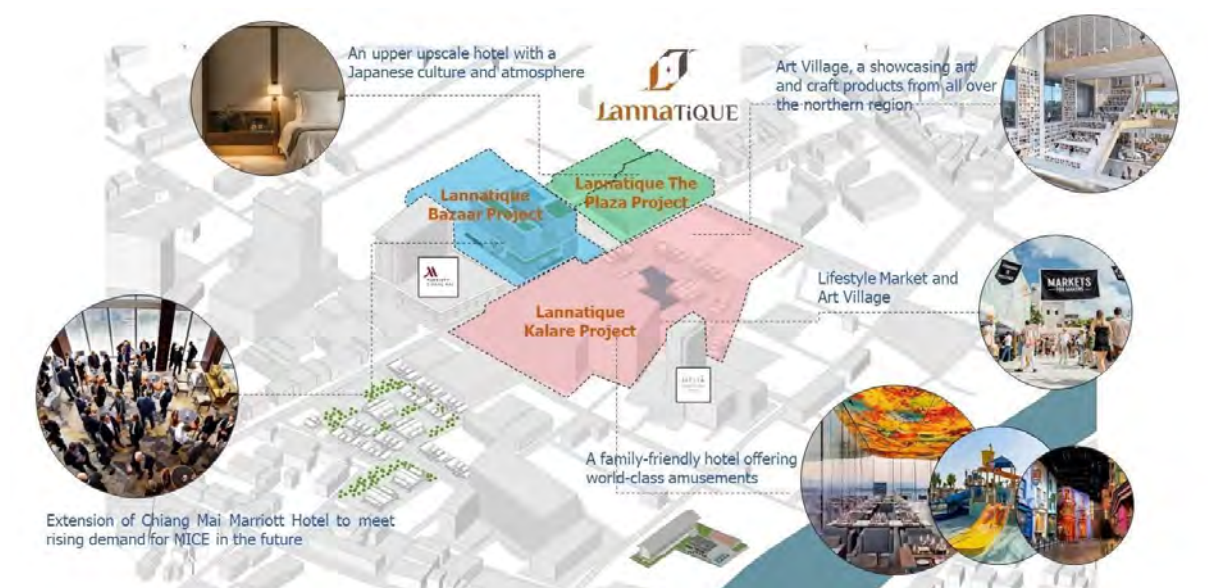 An upper upscale hotel with a
Japanese culture and atmosphere
LannaTiQUE
Art Village, a showcasing art
and craft products from all over
the northern region
Lannatique
Bazaar Project
Lannatique The
Plaza Project
Lannatique
Kalare Project
Lifestyle Market and
Art Village
MARKETS
A family-friendly hotel offering
world-class amusements
Extension of Chiang Mai Marriott Hotel to meet
rising demand for MICE in the future